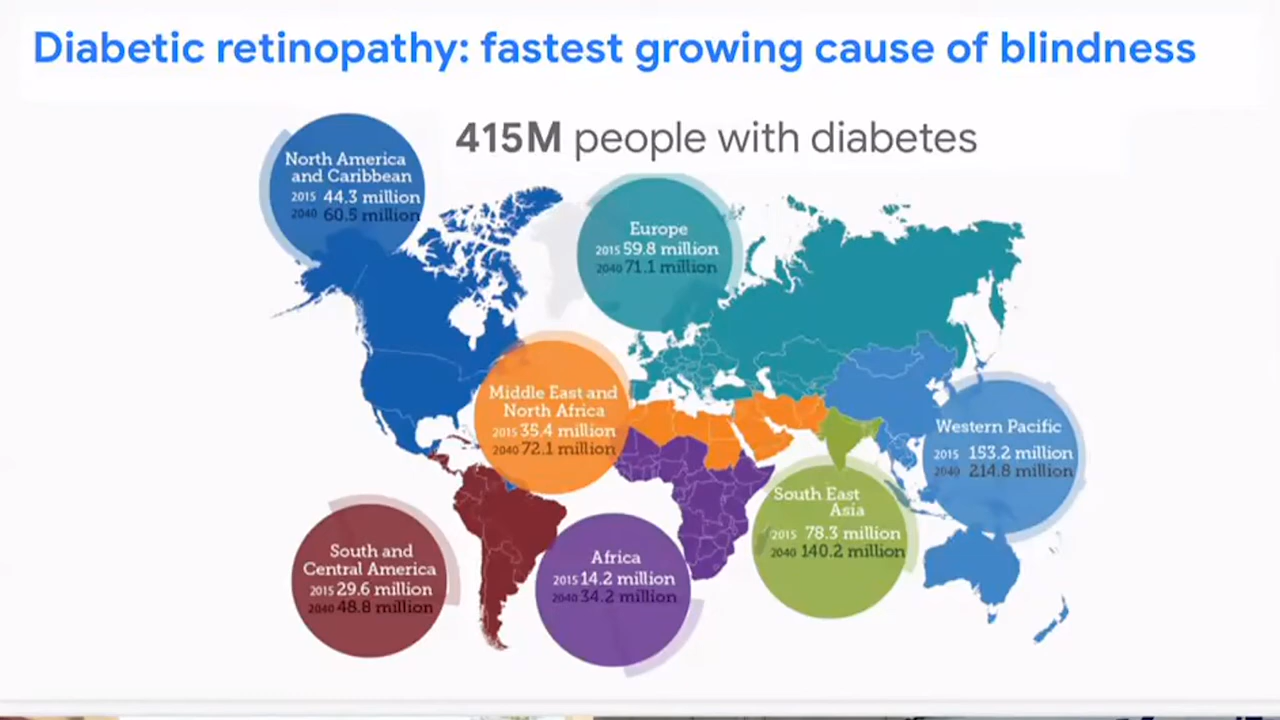 Diabetic retinopathy: fastest growing cause of blindness
415M people with diabetes
North America
and Caribbean
2015 44.3 million
2040 60.5 million
Europe
2015 59.8 million
2040 71.1 million
Middle East and
North Africa
2015 35.4 million
2040 72.1 million
Western Pacific
2015 153.2 million
2040 214.8 million
South East
Asia
2015 78.3 million
2040 140.2 million
South and
Central America
2015 29.6 million
2040 48.8 million
Africa
2015 14.2 million
2040 34.2 million